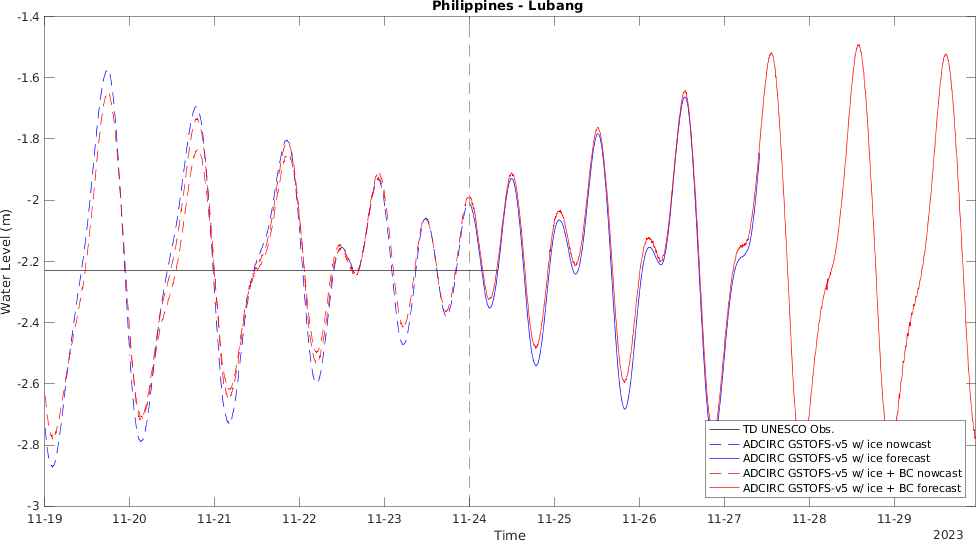 Philippines - Lubang
-1.4
-1.6
-1.8
-2
-2.2
-2.4
-2.6
-2.8
-3
Water Level (m)
TD UNESCO Obs.
ADCIRC GSTOFS-v5 w/ ice nowcast
ADCIRC GSTOFS-v5 w/ ice forecast
ADCIRC GSTOFS-v5 w/ ice + BC nowcast
ADCIRC GSTOFS-v5 w/ ice + BC forecast
11-19 11-20 11-21 11-22 11-23 11-24 11-25 11-26 11-27 11-28 11-29
Time
2023